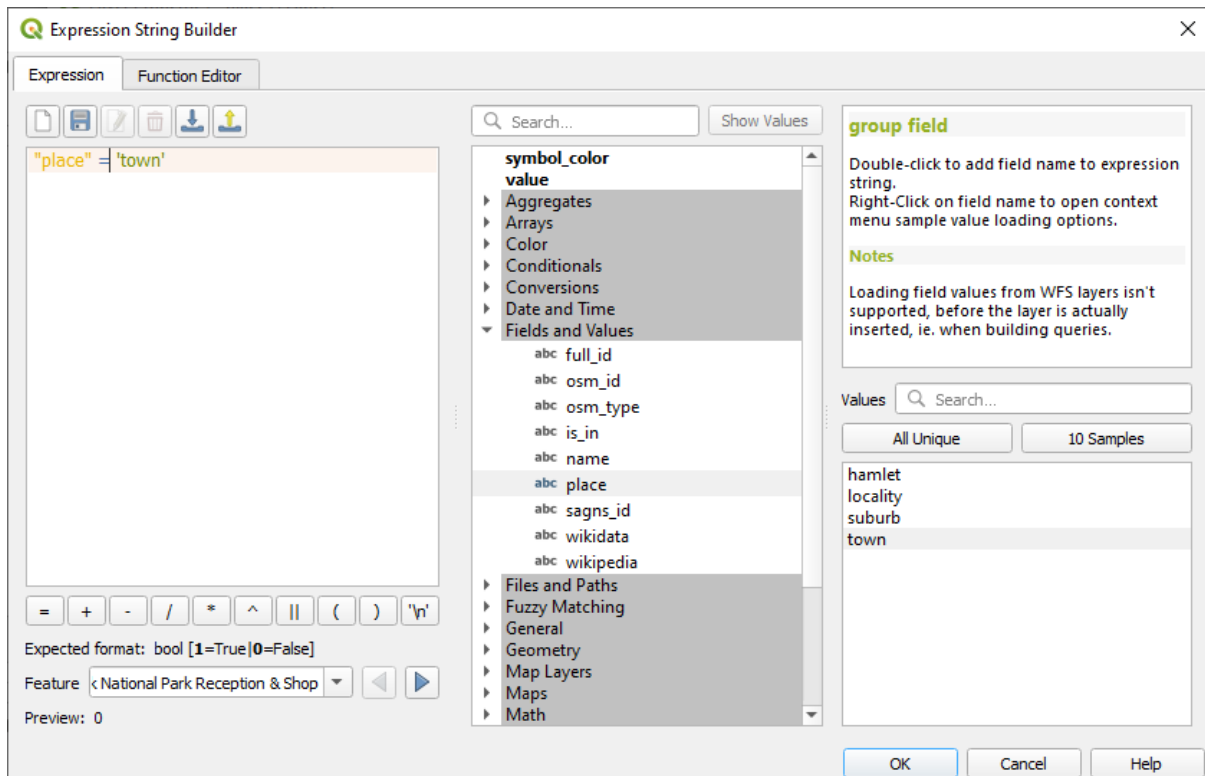 Expression String Builder
Expression
Function Editor
"place" = 'town'
= + - / * ^ || ( ) '\n'
Expected format: bool [1=True|0=False]
Feature
National Park Reception & Shop
Preview: 0
Search...
Show Values
symbol_color
value
Aggregates
Arrays
Color
Conditionals
Conversions
Date and Time
Fields and Values
abc full_id
abc osm_id
abc osm_type
abc is_in
abc name
abc place
abc sagns_id
abc wikidata
abc wikipedia
Files and Paths
Fuzzy Matching
General
Geometry
Map Layers
Maps
Math
group field
Double-click to add field name to expression
string.
Right-Click on field name to open context
menu sample value loading options.
Notes
Loading field values from WFS layers isn't
supported, before the layer is actually
inserted, ie. when building queries.
Values
Search...
All Unique
10 Samples
hamlet
locality
suburb
town
OK
Cancel
Help